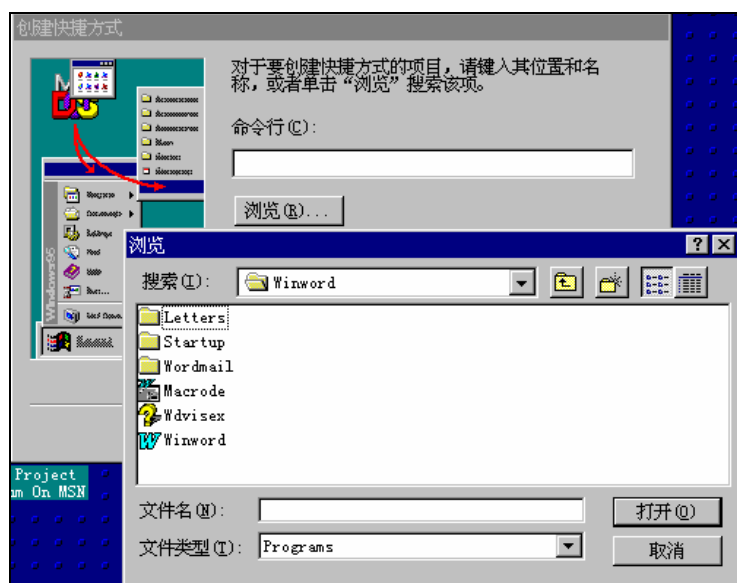 创建快捷方式
对于要创建快捷方式的项目，请键入其位置和名
称，或者单击“浏览”搜索该项。
命令行(C):
浏览(R)...
Windows95
浏览
搜索(I): Winword
Letters
Startup
Wordmail
Macrode
Wdvisex
Winword
Project
On MSN
文件名(N):
打开(O)
文件类型(T): Programs
取消